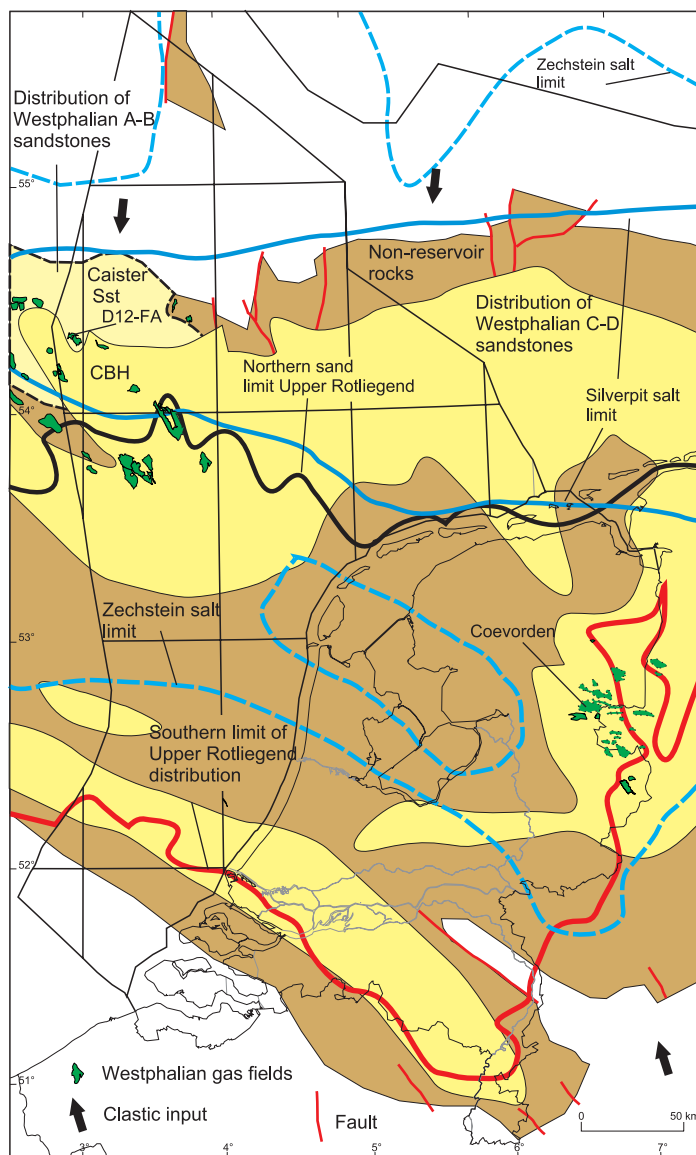 Zechstein salt
limit
Distribution of
Westphalian A-B
sandstones
55°
Non-reservoir
rocks
Caister
Sst
D12-FA
Distribution of
Westphalian C-D
sandstones
CBH
Northern sand
limit Upper Rotliegend
Silverpit salt
limit
54°
Zechstein salt
limit
53°
Coevorden
Southern limit of
Upper Rotliegend
distribution
52°
51°
Westphalian gas fields
Clastic input
Fault
0
50 km
3°
4°
5°
6°
7°